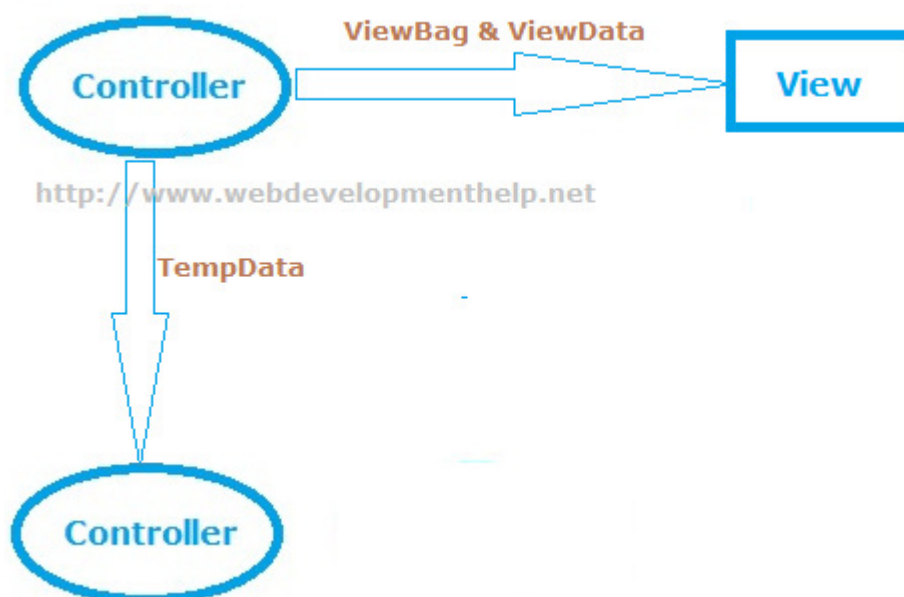 ViewBag & ViewData
Controller
View
http://www.webdevelopmenthelp.net
TempData
Controller